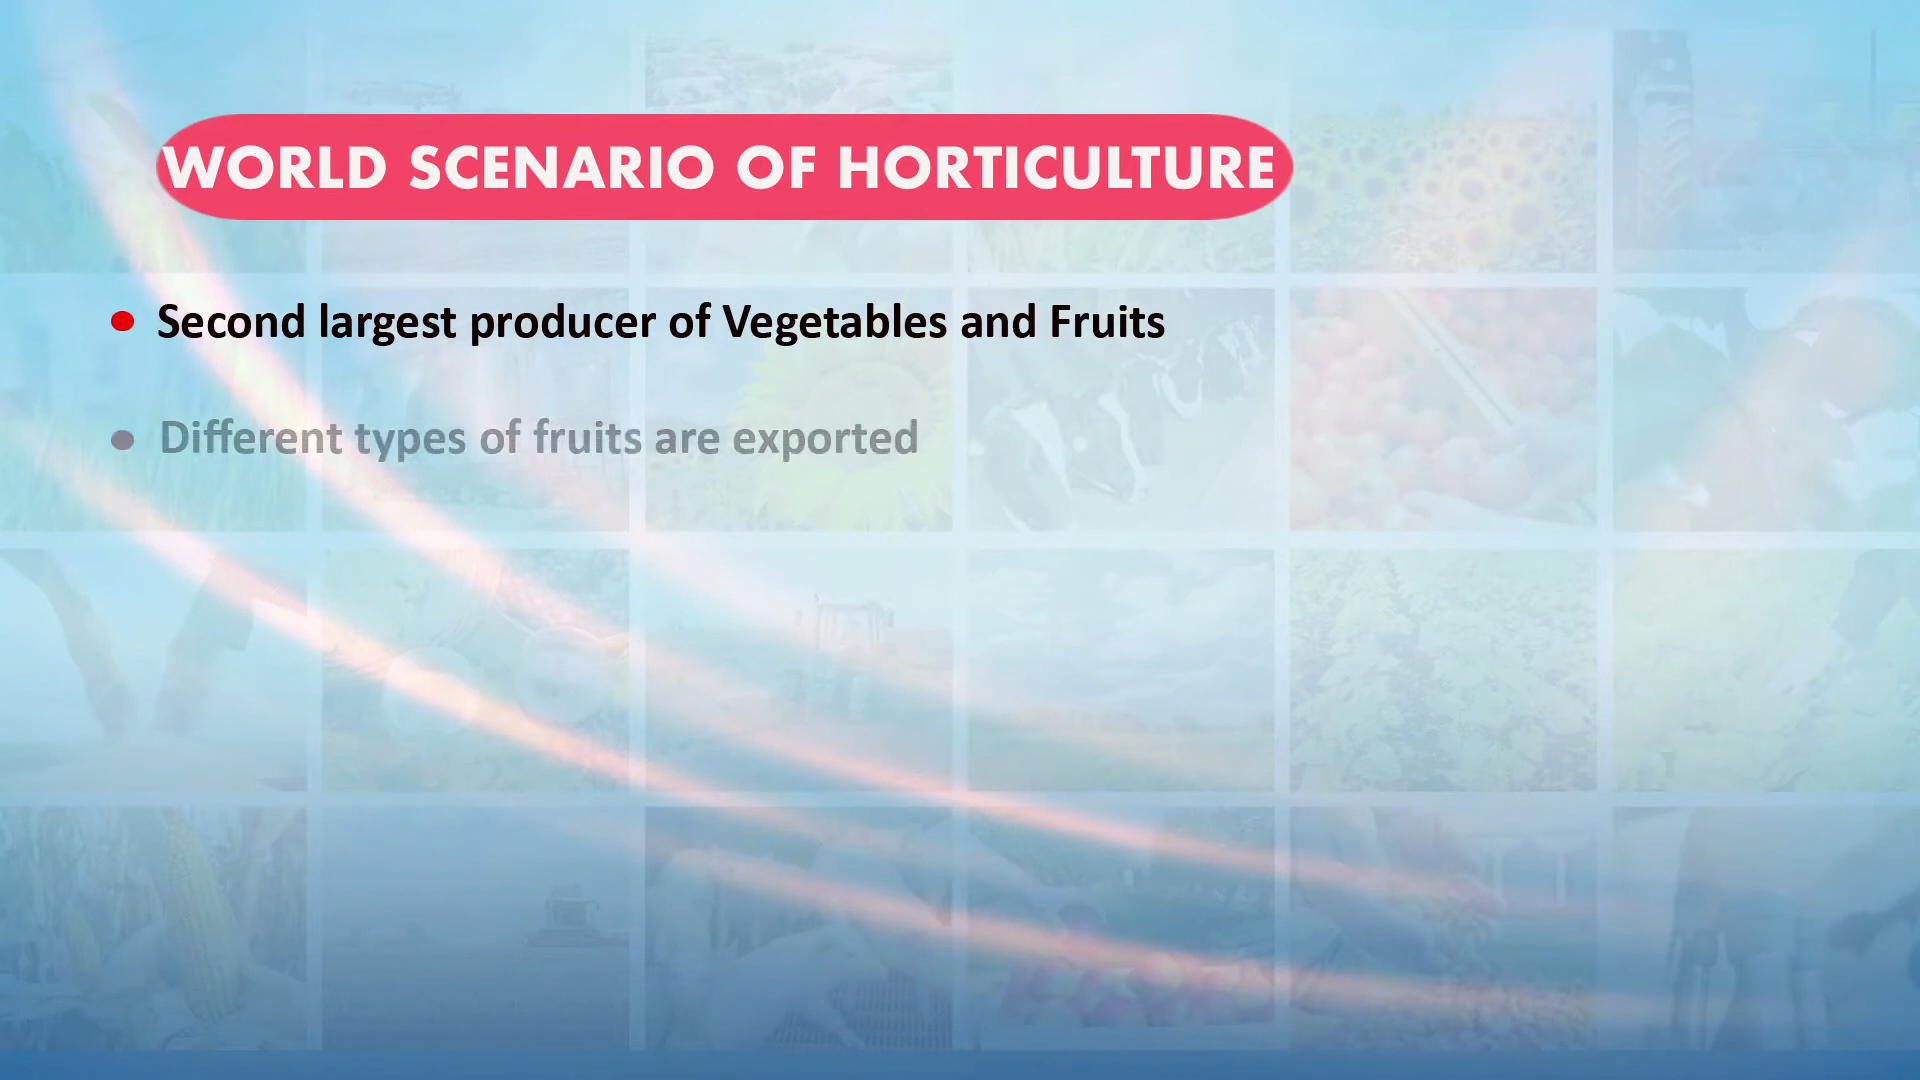 WORLD SCENARIO OF HORTICULTURE
Second largest producer of Vegetables and Fruits
Different types of fruits are exported